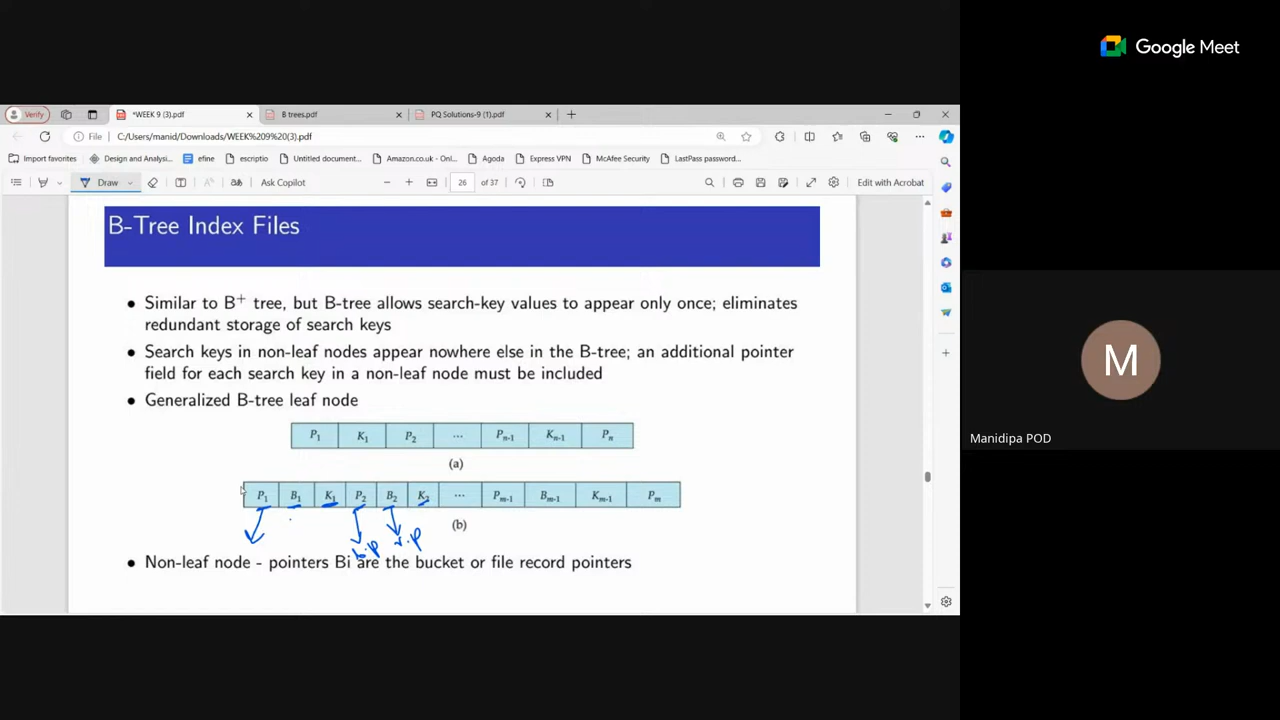 Google Meet
Verify
*WEEK 9 (3).pdf
B trees.pdf
PQ Solutions-9 (1).pdf
File
C:/Users/manid/Downloads/WEEK%209%20(3).pdf
Import favorites
Design and Analysi...
efine
escriptio
Untitled document...
Amazon.co.uk - Onl...
Agoda
Express VPN
McAfee Security
LastPass password...
Draw
Ask Copilot
26 of 37
Edit with Acrobat
B-Tree Index Files
• Similar to B+ tree, but B-tree allows search-key values to appear only once; eliminates
redundant storage of search keys
• Search keys in non-leaf nodes appear nowhere else in the B-tree; an additional pointer
field for each search key in a non-leaf node must be included
• Generalized B-tree leaf node
P1 K1 P2 ... Pn-1 Kn-1 Pn
(a)
P1 B1 K1 P2 B2 K2 ... Pm-1 Bm-1 Km-1 Pm
(b)
b.p r.p
• Non-leaf node - pointers Bi are the bucket or file record pointers
M
Manidipa POD